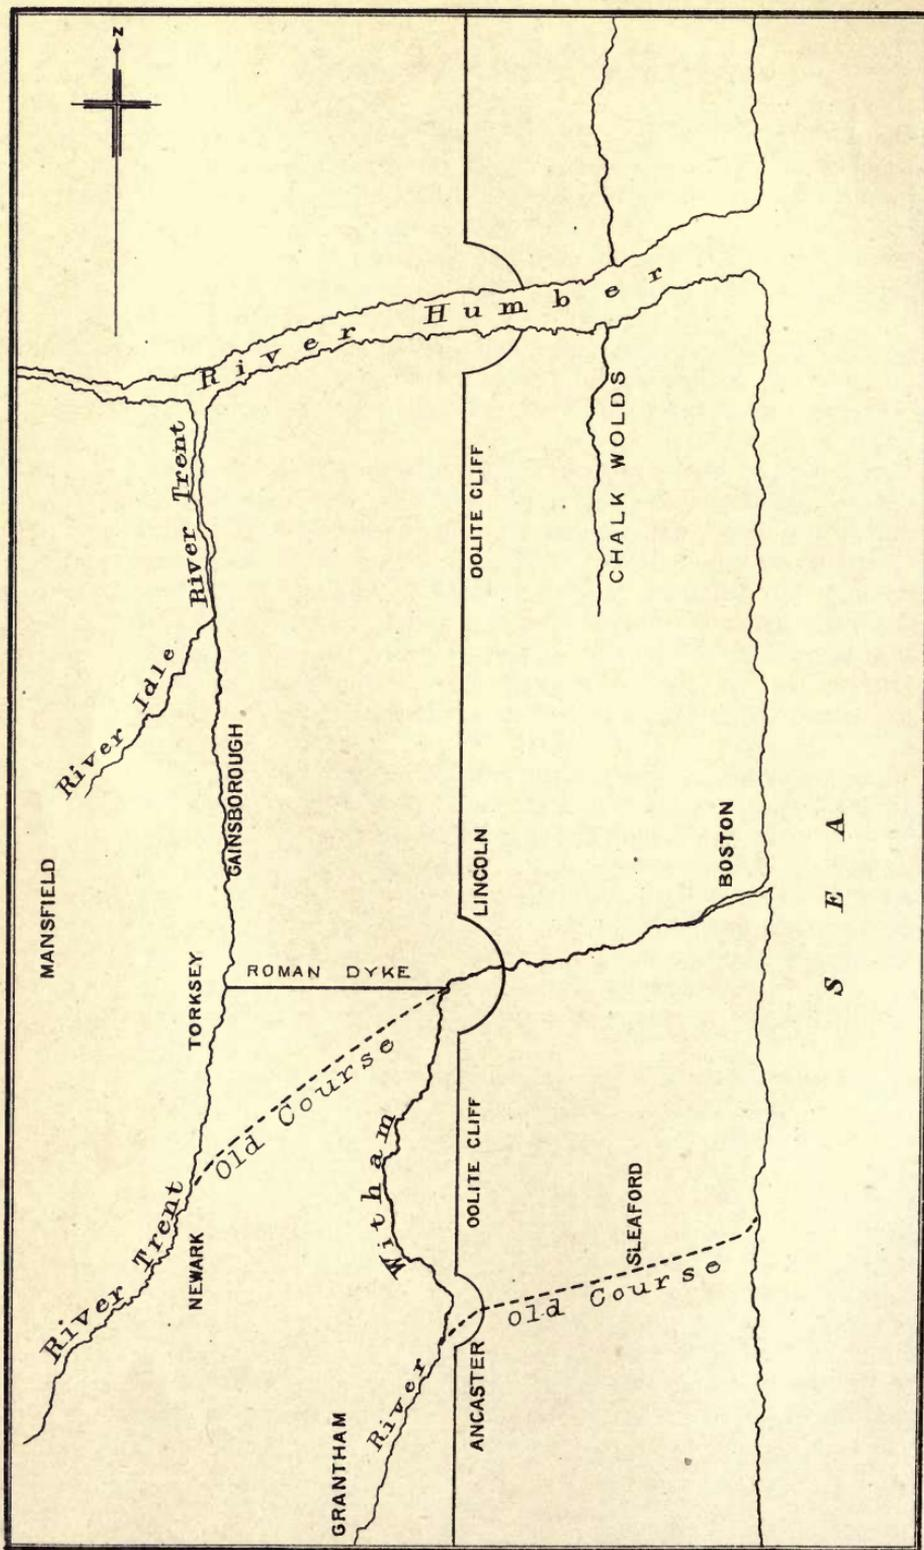 N
River Humber
River Trent
River Idle
OOLITE CLIFF
CHALK WOLDS
MANSFIELD
GAINSBOROUGH
LINCOLN
BOSTON
SEA
TORKSEY
ROMAN DYKE
Old Course
River Trent
NEWARK
River Witham
OOLITE CLIFF
SLEAFORD
Old Course
GRANTHAM
ANCASTER